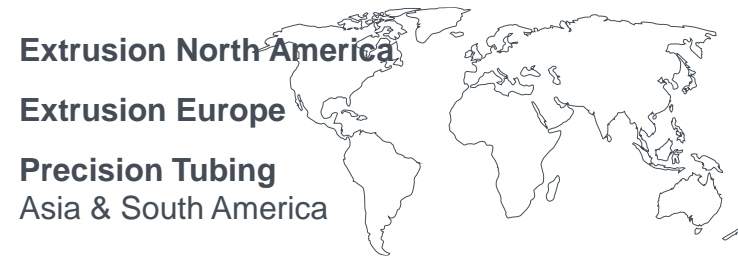 Extrusion North America
Extrusion Europe
Precision Tubing
Asia & South America